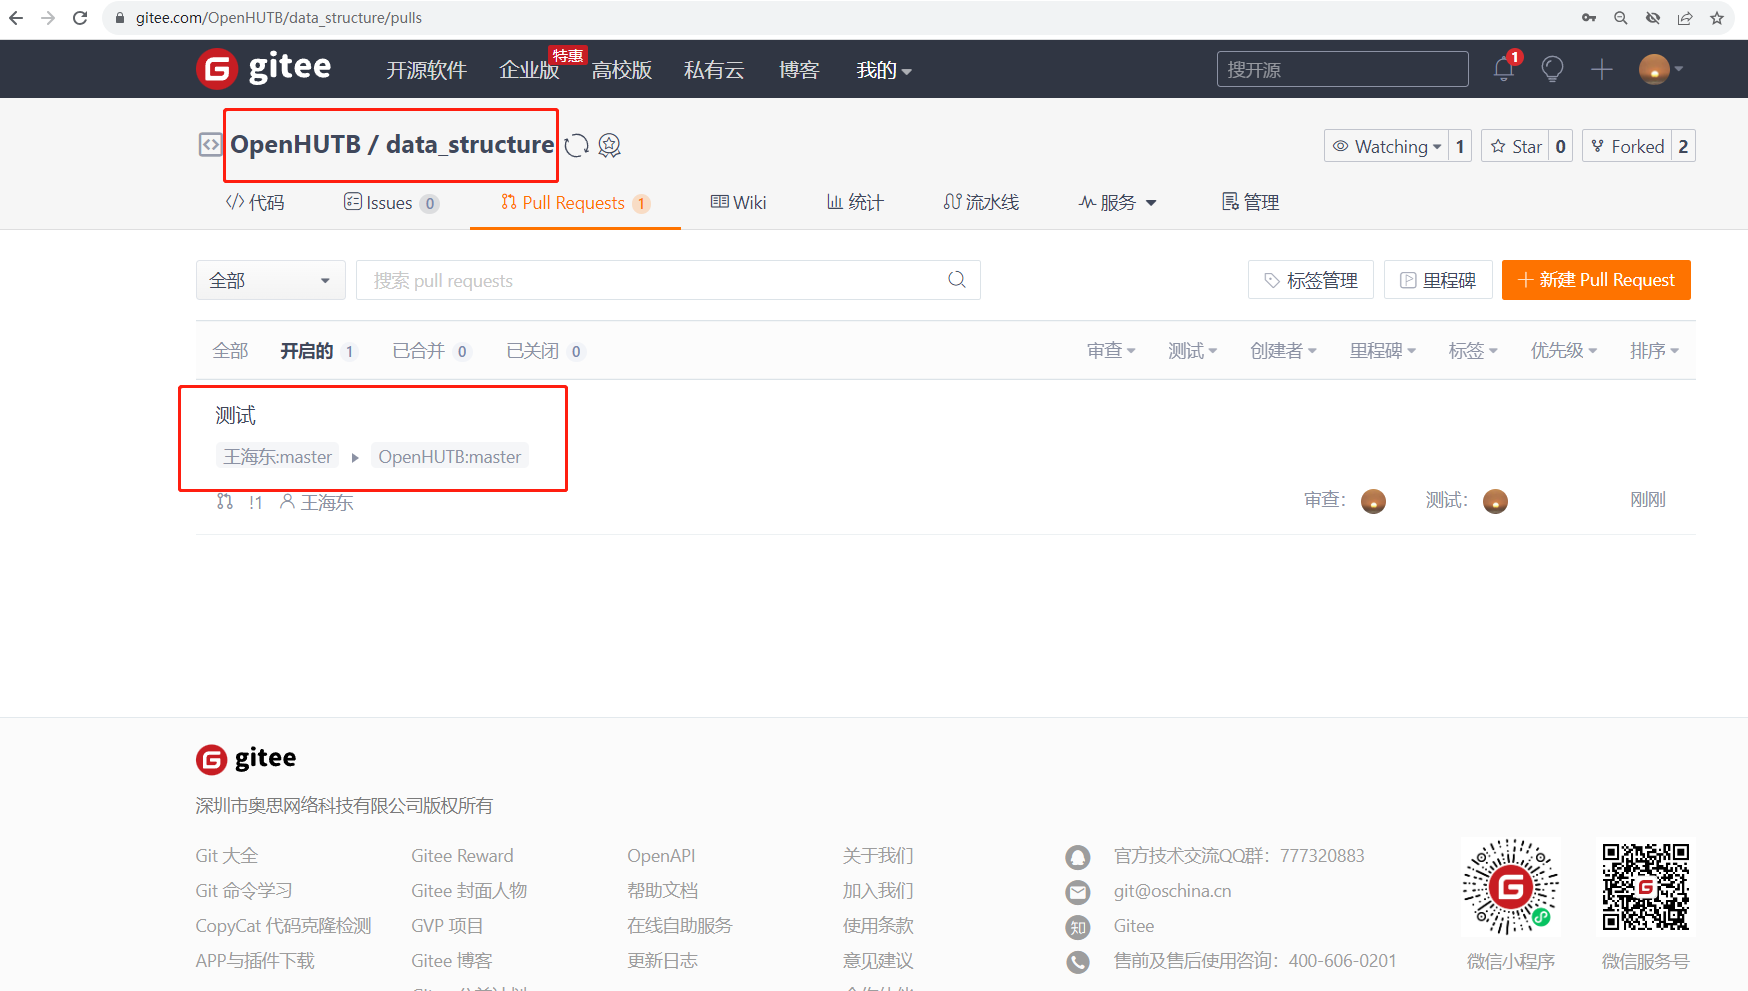 gitee.com/OpenHUTB/data_structure/pulls
gitee 开源软件 企业版 特惠 高校版 私有云 博客 我的 搜开源 1
OpenHUTB / data_structure Watching 1 Star 0 Forked 2
代码 Issues 0 Pull Requests 1 Wiki 统计 流水线 服务 管理
全部 搜索 pull requests 标签管理 里程碑 新建 Pull Request
全部 开启的 1 已合并 0 已关闭 0 审查 测试 创建者 里程碑 标签 优先级 排序
测试
王海东:master OpenHUTB:master
!1 王海东 审查: 测试: 刚刚
gitee
深圳市奥思网络科技有限公司版权所有
Git 大全 Gitee Reward OpenAPI 关于我们 官方技术交流QQ群：777320883
Git 命令学习 Gitee 封面人物 帮助文档 加入我们 git@oschina.cn
CopyCat 代码克隆检测 GVP 项目 在线自助服务 使用条款 知 Gitee
APP与插件下载 Gitee 博客 更新日志 意见建议 售前及售后使用咨询：400-606-0201 微信小程序 微信服务号